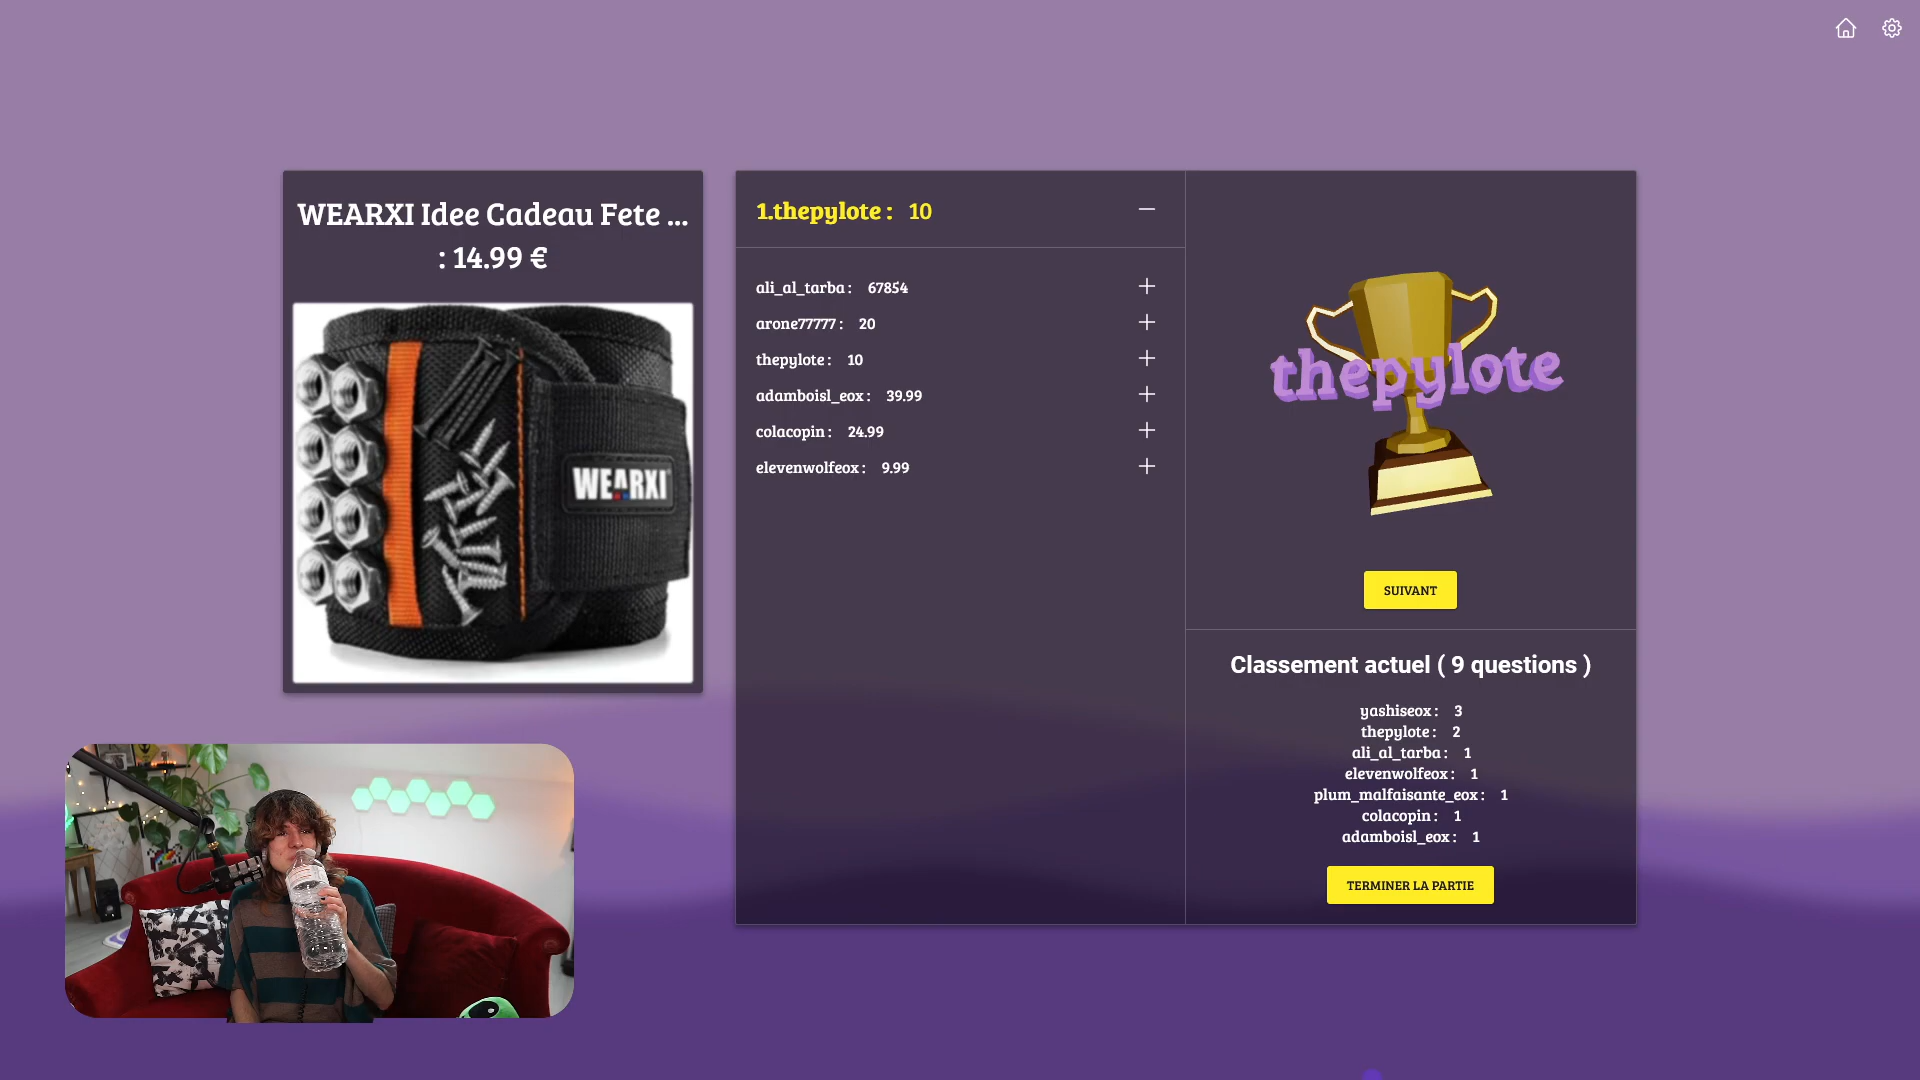 WEARXI Idee Cadeau Fete ...
: 14.99 €
WEARXI
1.thepylote : 10
ali_al_tarba : 67854
arone77777 : 20
thepylote : 10
adamboisl_eox : 39.99
colacopin : 24.99
elevenwolfeox : 9.99
thepylote
SUIVANT
Classement actuel ( 9 questions )
yashiseox : 3
thepylote : 2
ali_al_tarba : 1
elevenwolfeox : 1
plum_malfaisante_eox : 1
colacopin : 1
adamboisl_eox : 1
TERMINER LA PARTIE